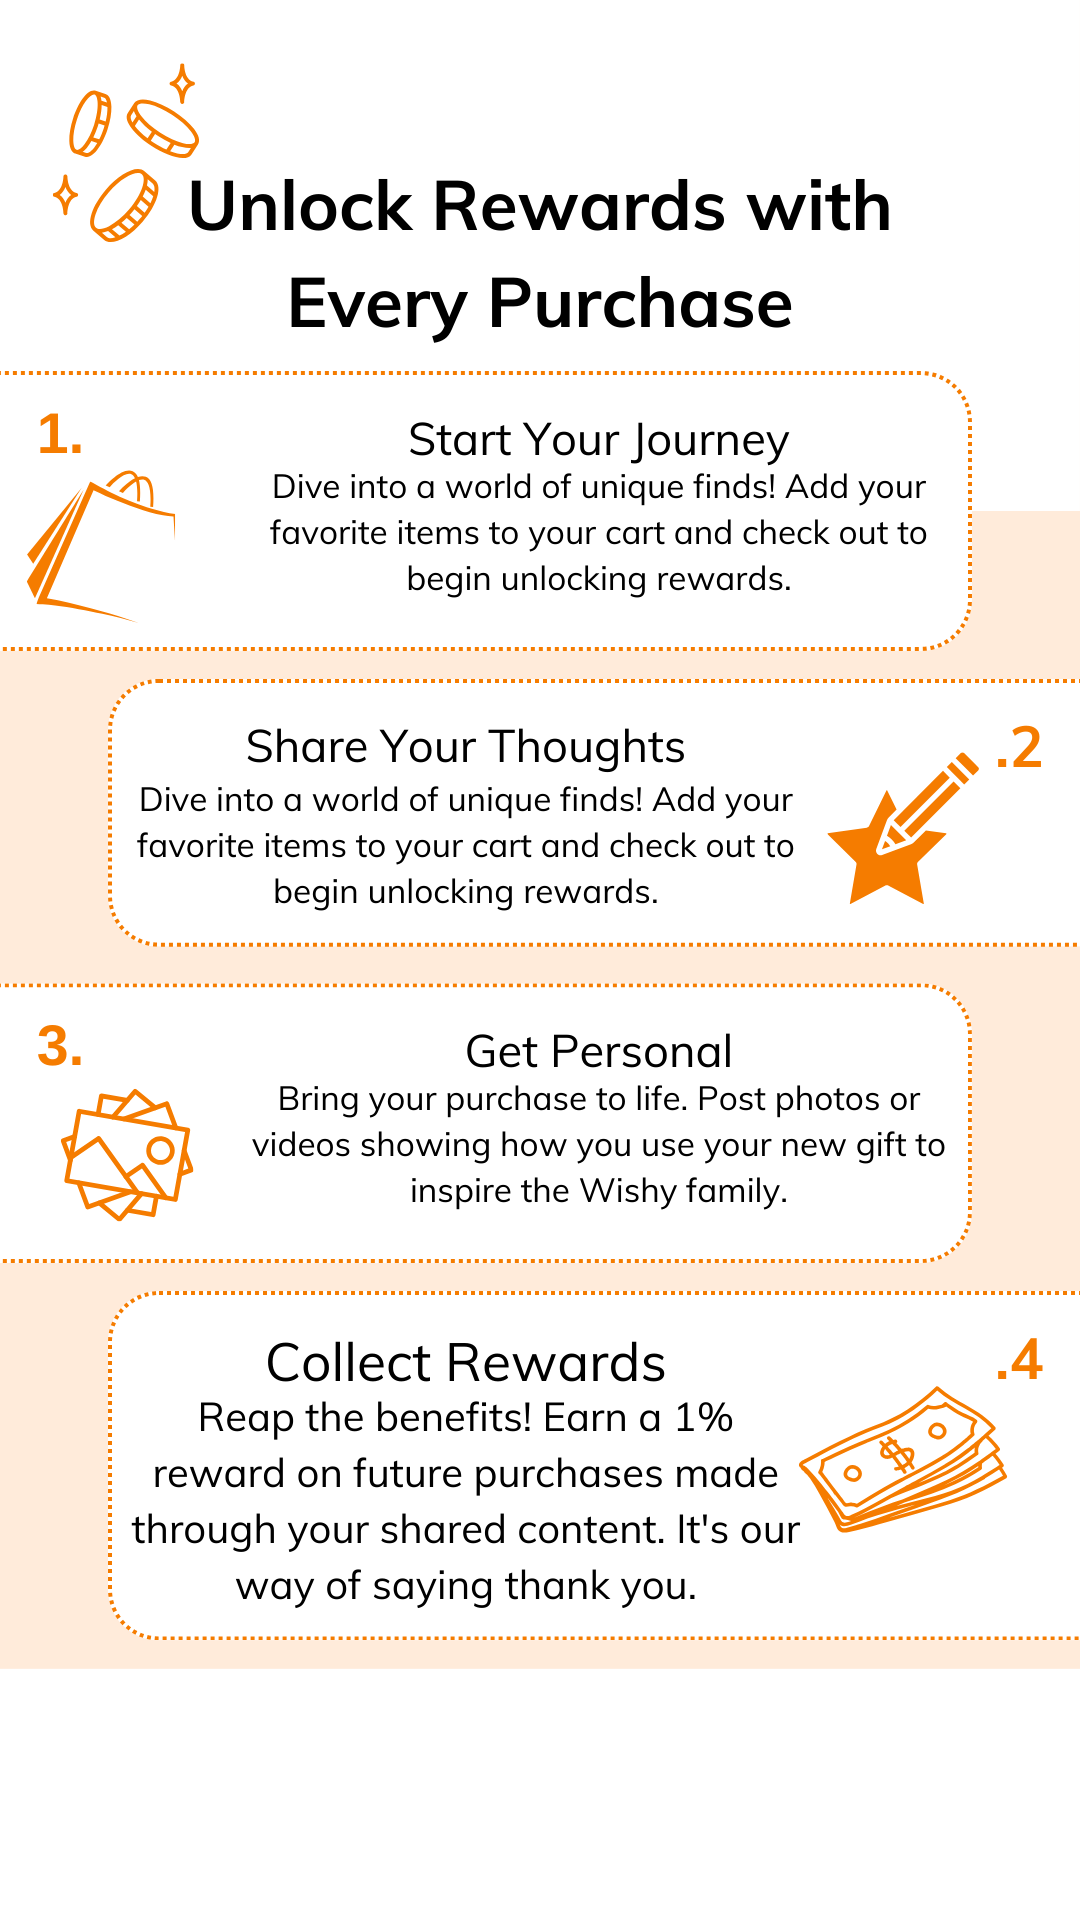 Unlock Rewards with
Every Purchase
1.
Start Your Journey
Dive into a world of unique finds! Add your
favorite items to your cart and check out to
begin unlocking rewards.
.2
Share Your Thoughts
Dive into a world of unique finds! Add your
favorite items to your cart and check out to
begin unlocking rewards.
3.
Get Personal
Bring your purchase to life. Post photos or
videos showing how you use your new gift to
inspire the Wishy family.
.4
Collect Rewards
Reap the benefits! Earn a 1%
reward on future purchases made
through your shared content. It's our
way of saying thank you.
$